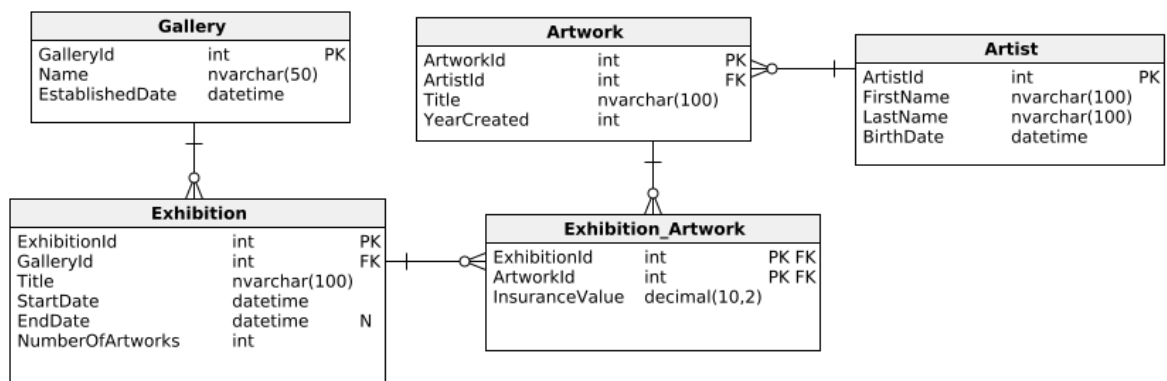 Gallery
GalleryId int PK
Name nvarchar(50)
EstablishedDate datetime
Artwork
ArtworkId int PK
ArtistId int FK
Title nvarchar(100)
YearCreated int
Artist
ArtistId int PK
FirstName nvarchar(100)
LastName nvarchar(100)
BirthDate datetime
Exhibition
ExhibitionId int PK
GalleryId int FK
Title nvarchar(100)
StartDate datetime
EndDate datetime N
NumberOfArtworks int
Exhibition_Artwork
ExhibitionId int PK FK
ArtworkId int PK FK
InsuranceValue decimal(10,2)